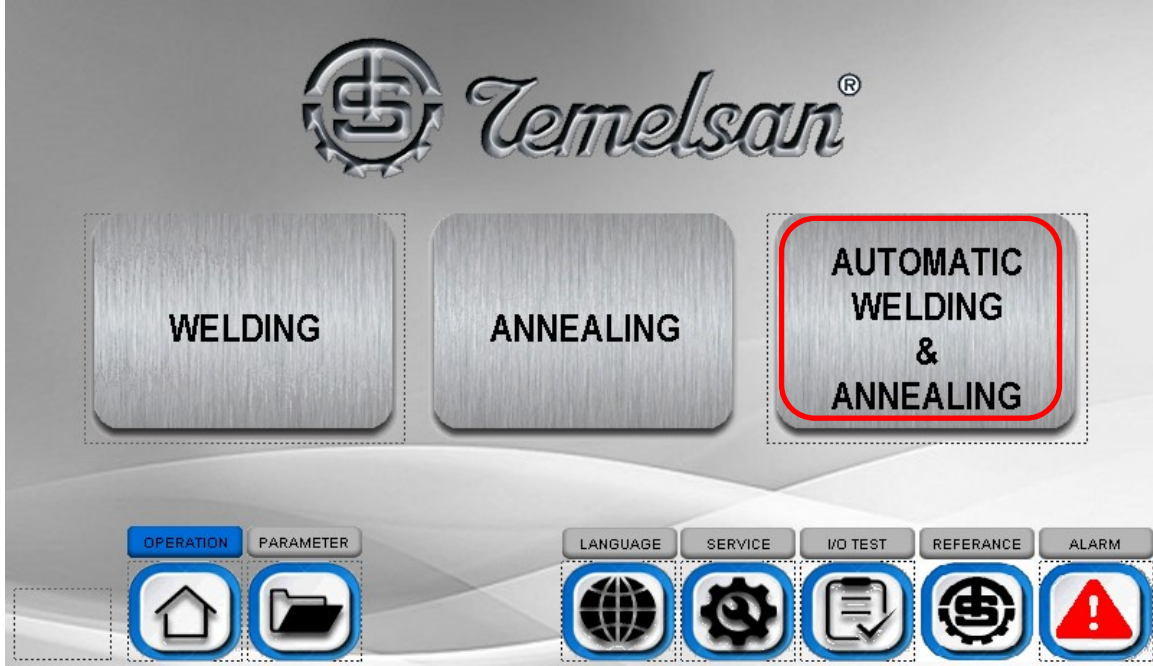 Temelsan®
WELDING
ANNEALING
AUTOMATIC
WELDING
&
ANNEALING
OPERATION
PARAMETER
LANGUAGE
SERVICE
I/O TEST
REFERANCE
ALARM